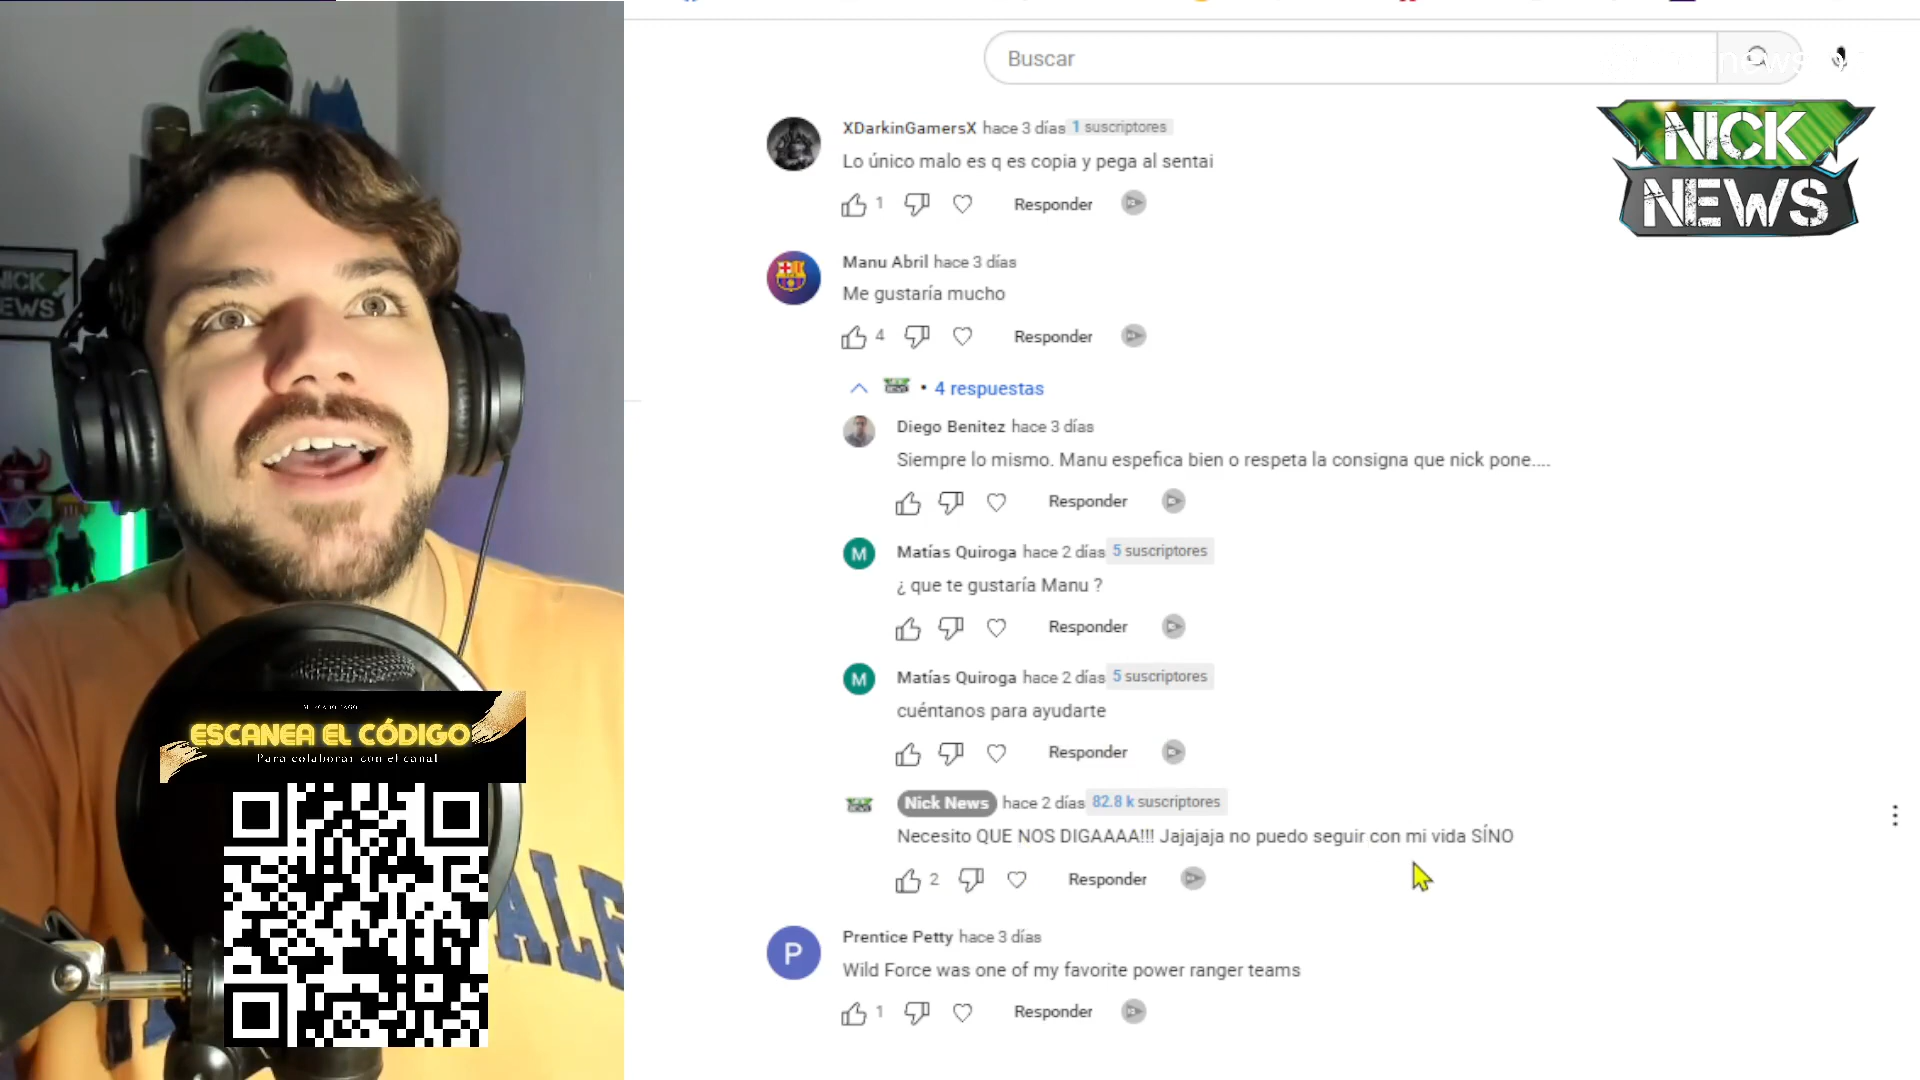 Buscar
NICK
NEWS
XDarkinGamersX hace 3 días 1 suscriptores
Lo único malo es q es copia y pega al sentai
1 Responder
Manu Abril hace 3 días
Me gustaría mucho
4 Responder
• 4 respuestas
Diego Benitez hace 3 días
Siempre lo mismo. Manu espefica bien o respeta la consigna que nick pone....
Responder
M Matías Quiroga hace 2 días 5 suscriptores
¿ que te gustaría Manu ?
Responder
M Matías Quiroga hace 2 días 5 suscriptores
cuéntanos para ayudarte
Responder
Nick News hace 2 días 82.8 k suscriptores
Necesito QUE NOS DIGAAAA!!! Jajajaja no puedo seguir con mi vida SÍNO
2 Responder
P Prentice Petty hace 3 días
Wild Force was one of my favorite power ranger teams
1 Responder
NICK
EWS
ESCANEA EL CÓDIGO
Para colaborar con el canal
ALE